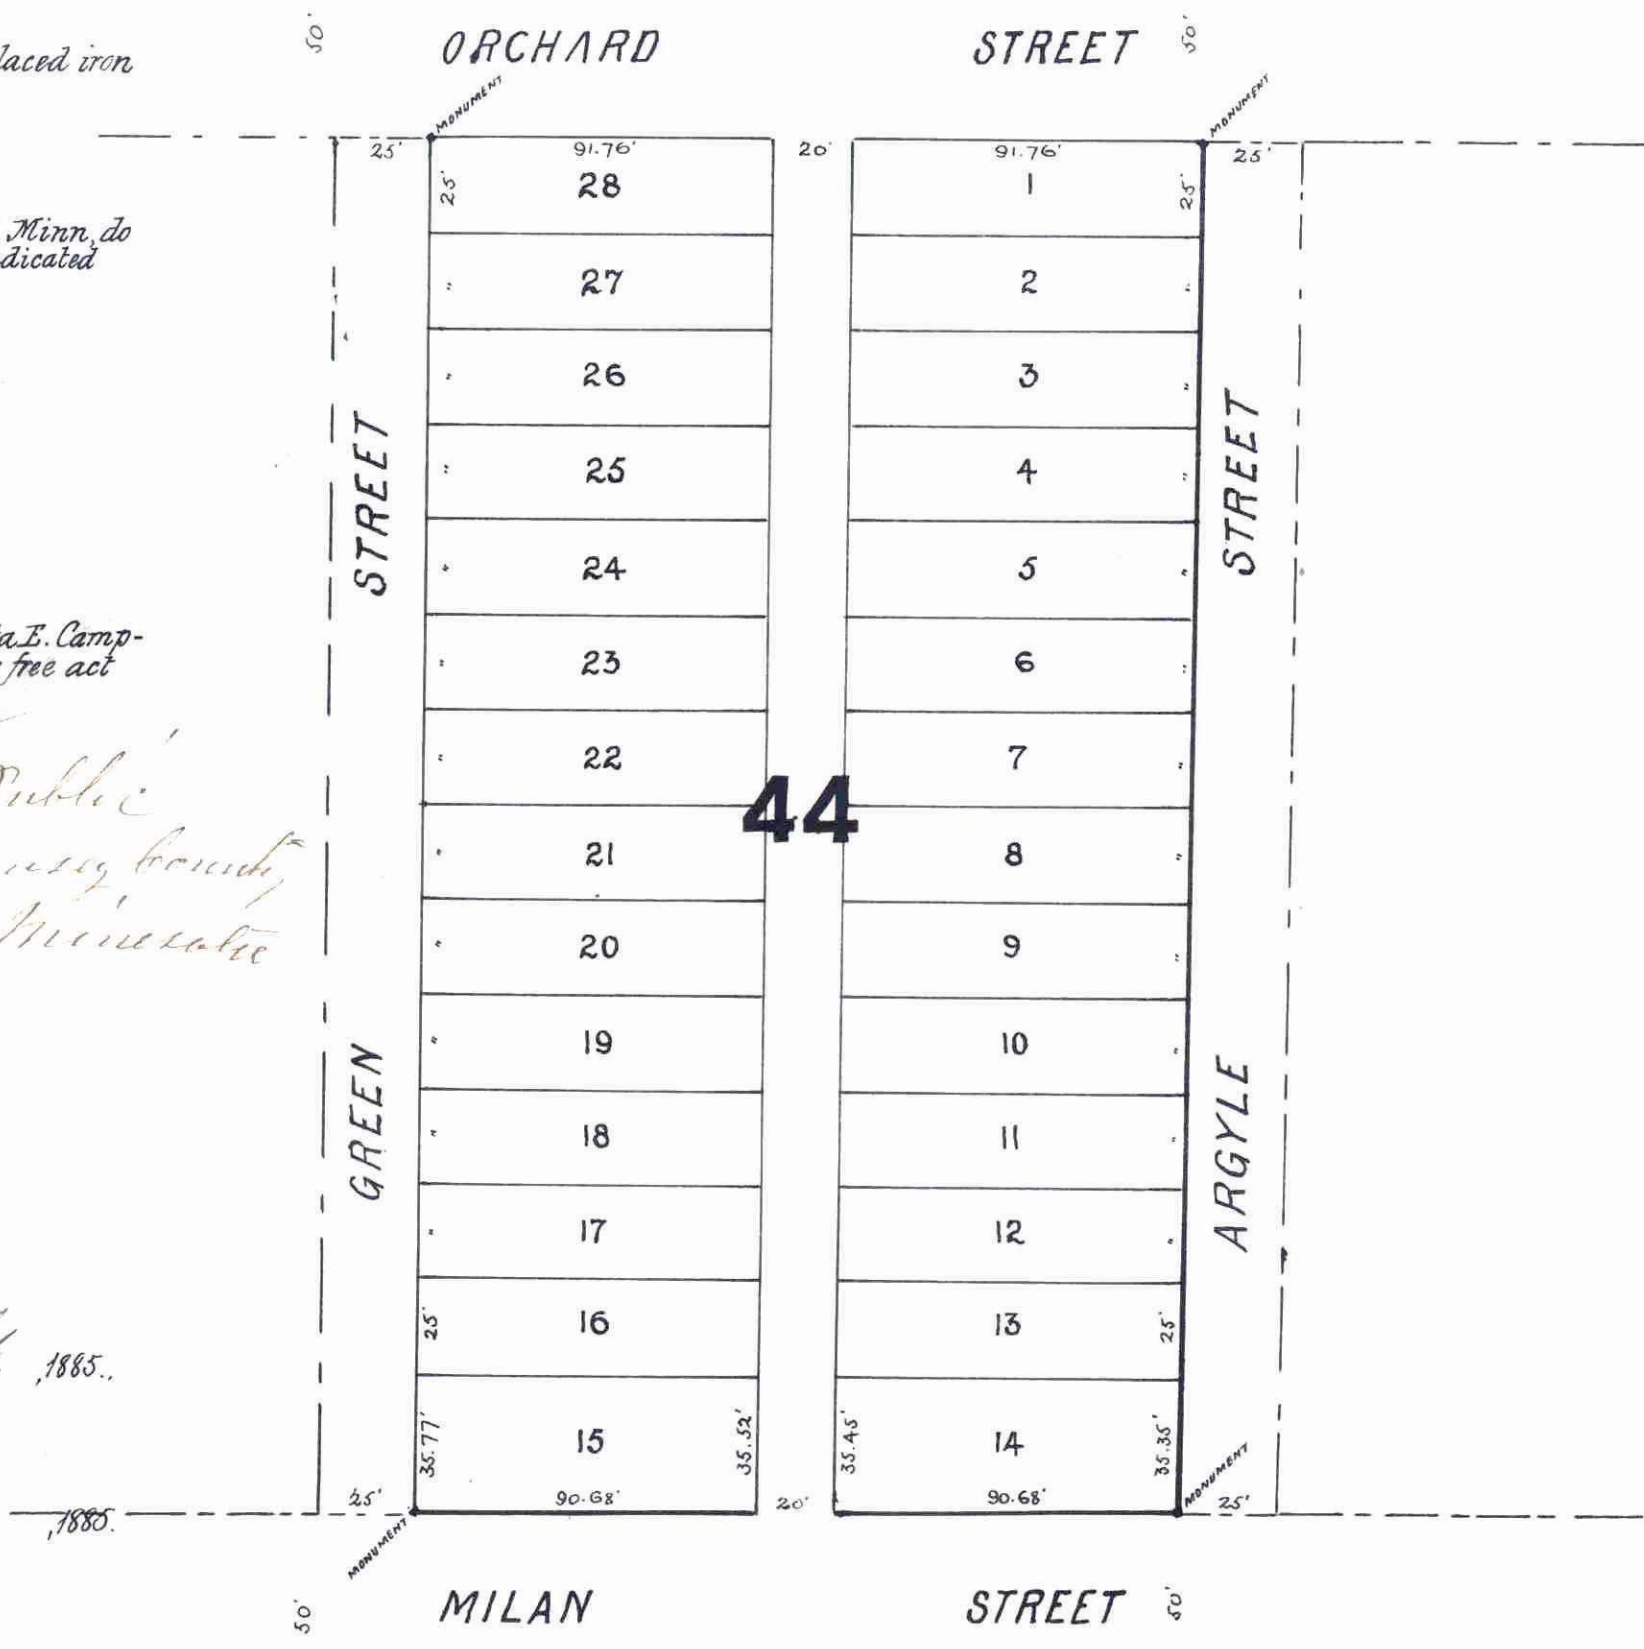 50'
ORCHARD STREET
50'
laced iron
MONUMENT
MONUMENT
25' 91.76' 20' 91.76' 25'
25' 28 1 25'
Minn, do
dicated
" 27 2 "
" 26 3 "
" 25 4 "
STREET
STREET
" 24 5 "
a E. Camp-
free act
" 23 6 "
" 22 7 "
Public
44
" 21 8 "
County
" 20 9 "
" 19 10 "
GREEN
ARGYLE
" 18 11 "
" 17 12 "
25' 16 13 25'
,1885.
35.77' 15 35.52' 35.45' 14 35.35'
MONUMENT
25' 90.68' 20' 90.68' 25'
,1885.
MONUMENT
50'
MILAN STREET
50'